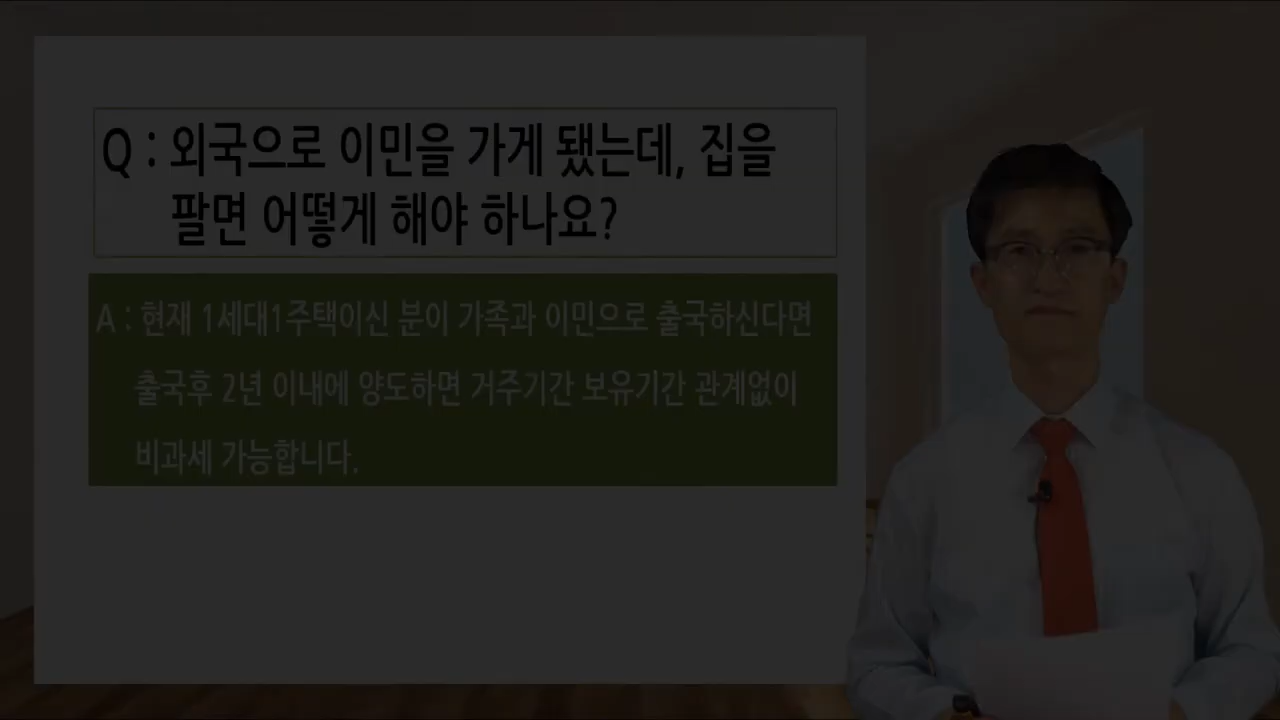 Q : 외국으로 이민을 가게 됐는데, 집을
팔면 어떻게 해야 하나요?
A : 현재 1세대1주택이신 분이 가족과 이민으로 출국하신다면
출국후 2년 이내에 양도하면 거주기간 보유기간 관계없이
비과세 가능합니다.